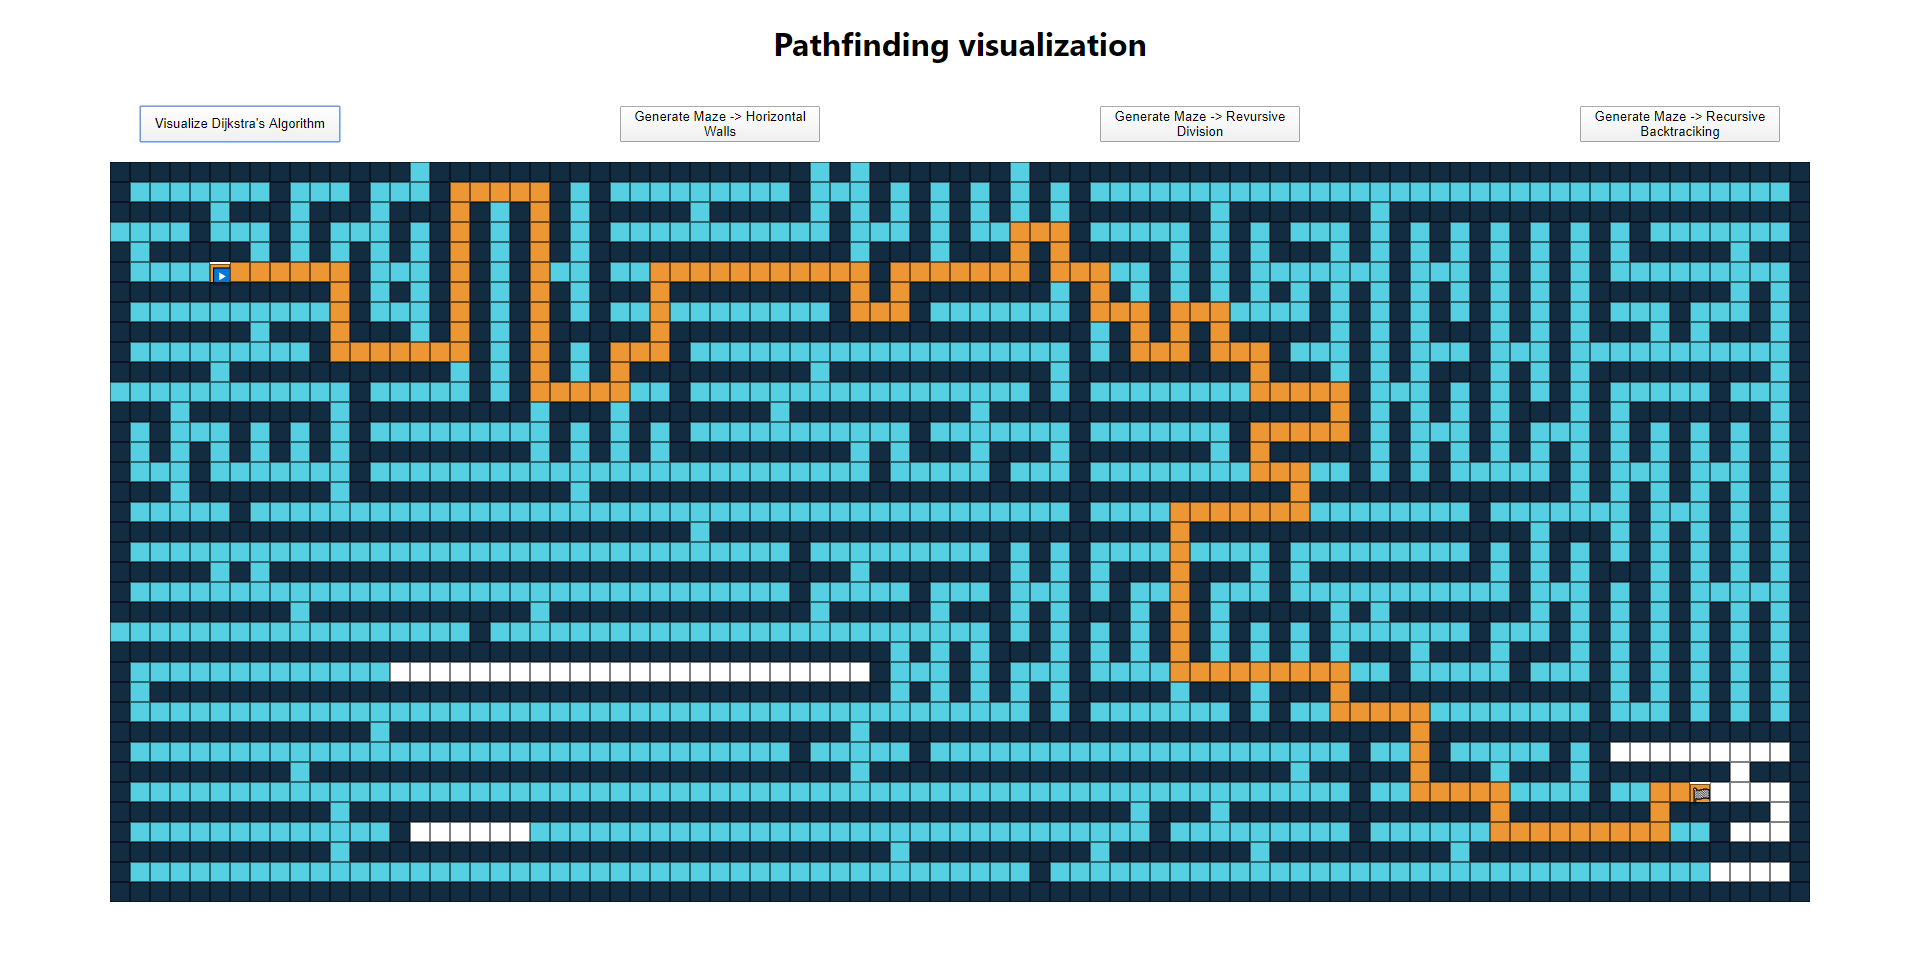 Pathfinding visualization
Visualize Dijkstra's Algorithm
Generate Maze -> Horizontal
Walls
Generate Maze -> Revursive
Division
Generate Maze -> Recursive
Backtraciking